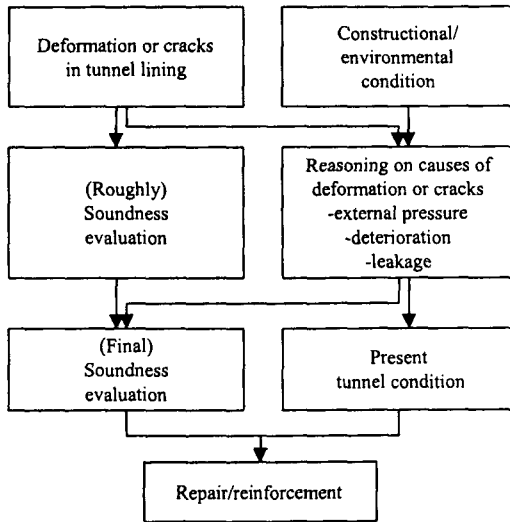 Deformation or cracks
in tunnel lining
Constructional/
environmental
condition
(Roughly)
Soundness
evaluation
Reasoning on causes of
deformation or cracks
-external pressure
-deterioration
-leakage
(Final)
Soundness
evaluation
Present
tunnel condition
Repair/reinforcement